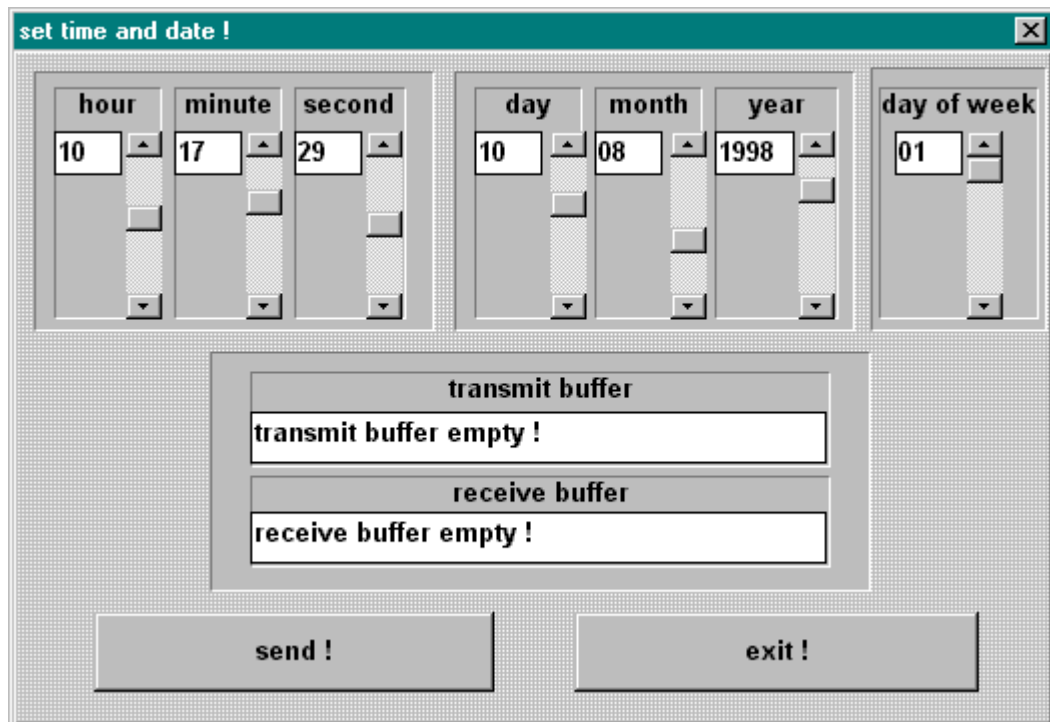 set time and date !
hour minute second day month year day of week
10 17 29 10 08 1998 01
transmit buffer
transmit buffer empty !
receive buffer
receive buffer empty !
send ! exit !